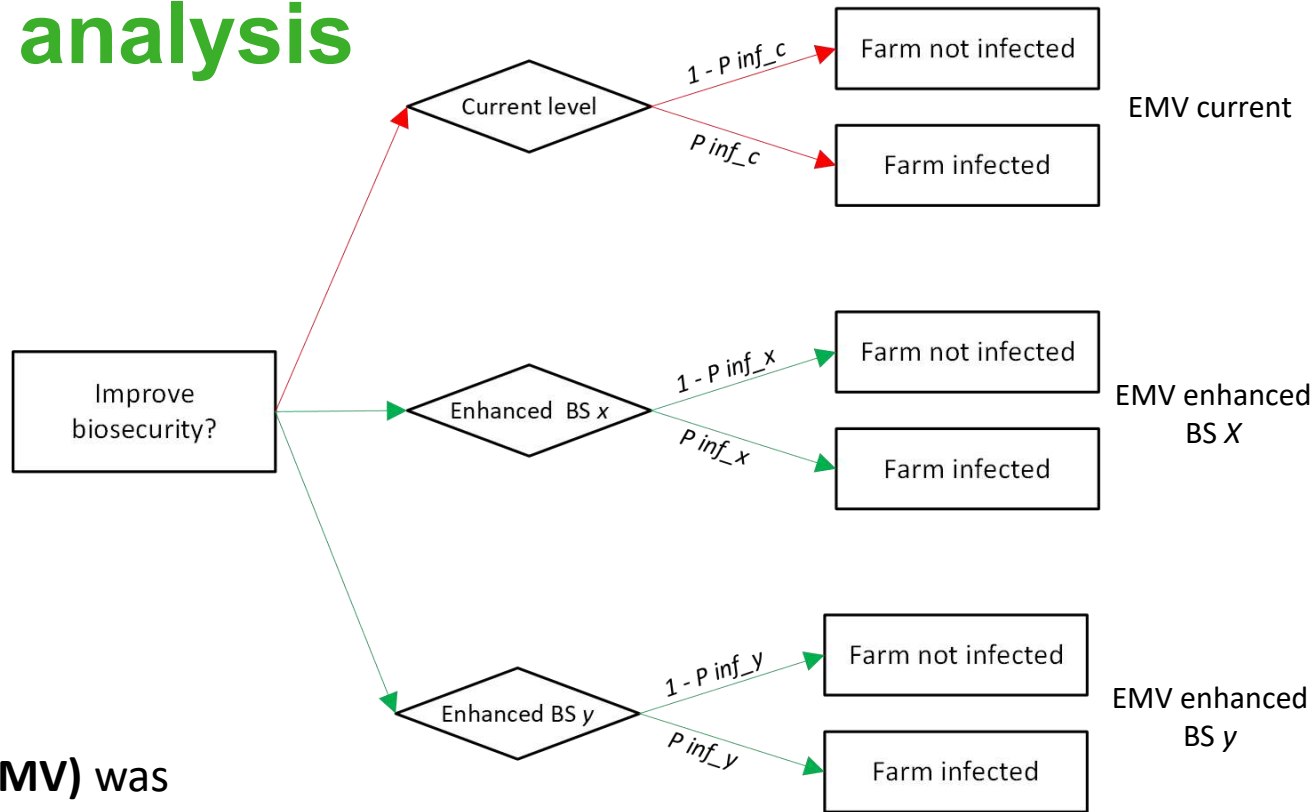 analysis
Current level
1 - P inf_c
P inf_c
Farm not infected
Farm infected
EMV current
Improve
biosecurity?
Enhanced BS x
1 - P inf_x
P inf_x
Farm not infected
Farm infected
EMV enhanced
BS X
Enhanced BS y
1 - P inf_y
P inf_y
Farm not infected
Farm infected
EMV enhanced
BS y
MV) was